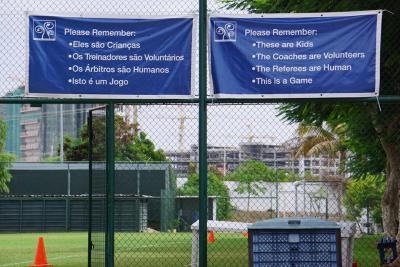 Please Remember:
•Eles são Crianças
•Os Treinadores são Voluntários
•Os Árbitros são Humanos
•Isto é um Jogo
Please Remember:
•These are Kids
•The Coaches are Volunteers
•The Referees are Human
•This Is a Game